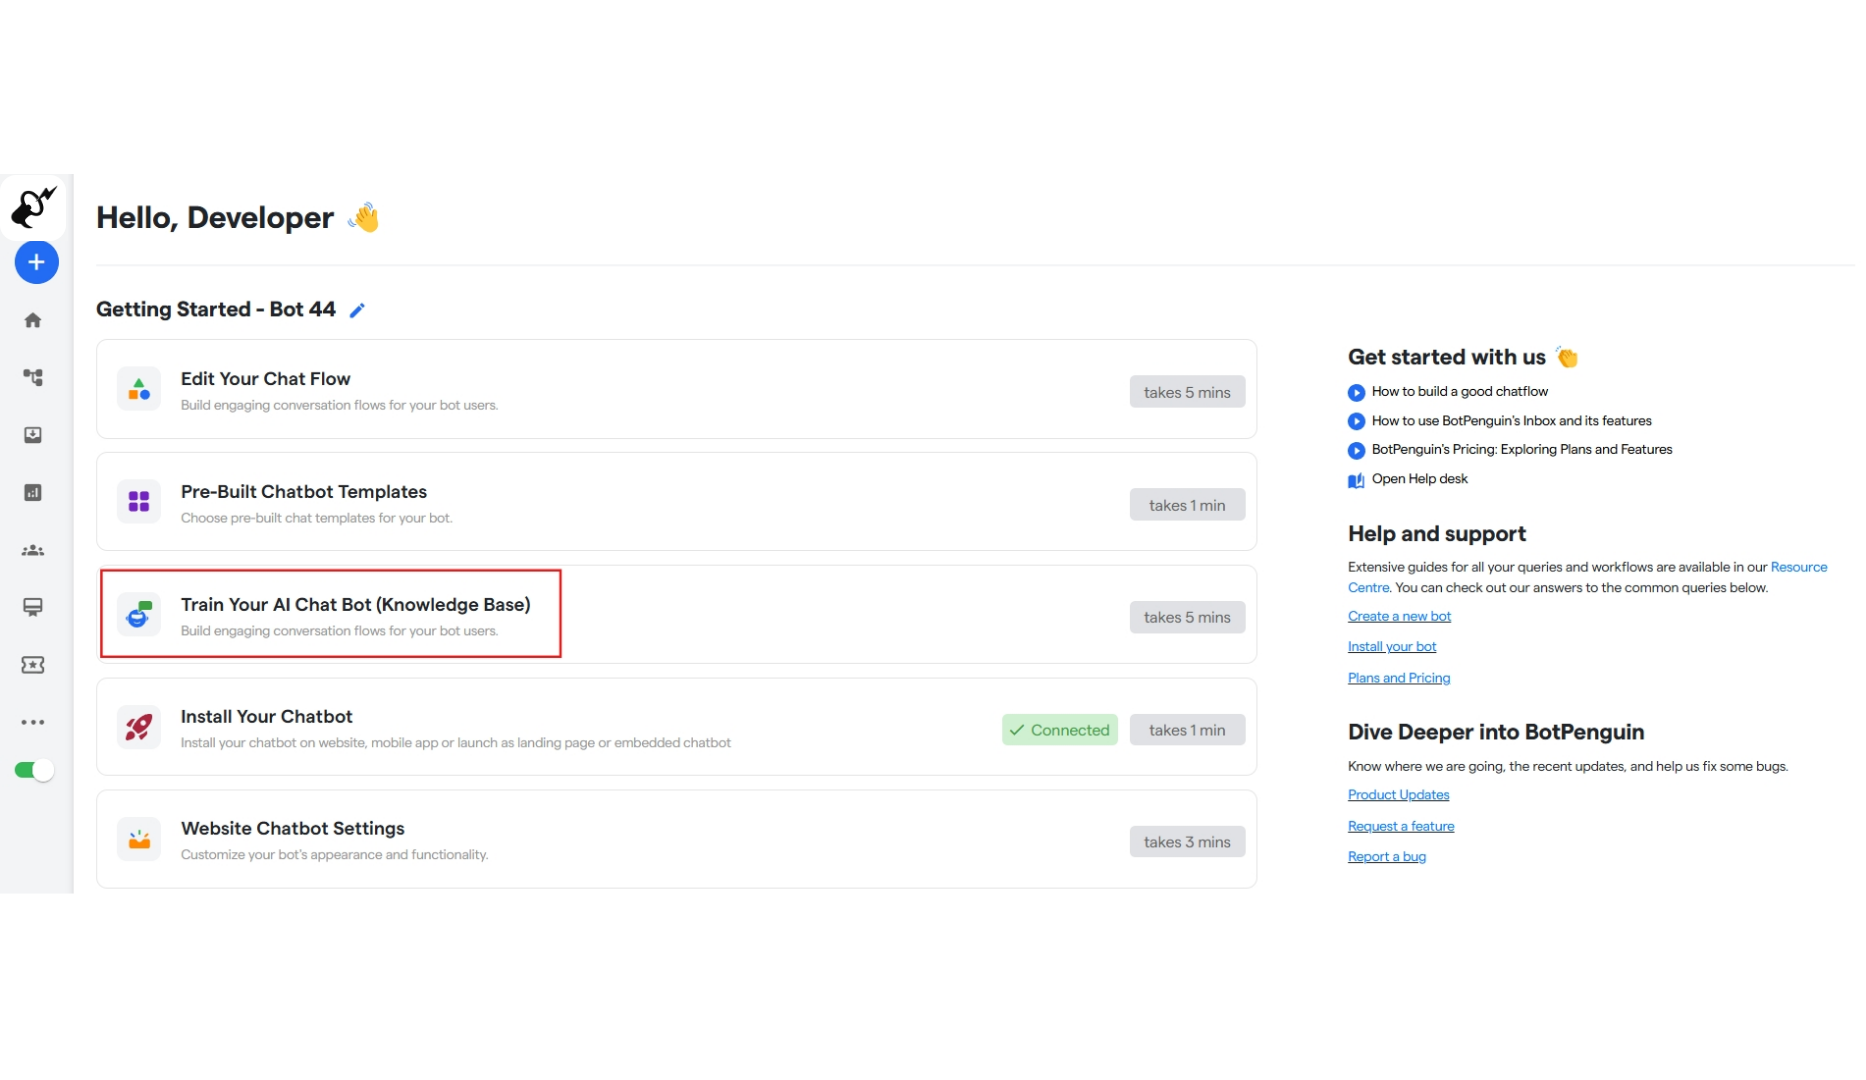 Hello, Developer
Getting Started - Bot 44
Edit Your Chat Flow
Build engaging conversation flows for your bot users.
takes 5 mins
Pre-Built Chatbot Templates
Choose pre-built chat templates for your bot.
takes 1 min
Train Your AI Chat Bot (Knowledge Base)
Build engaging conversation flows for your bot users.
takes 5 mins
Install Your Chatbot
Install your chatbot on website, mobile app or launch as landing page or embedded chatbot
Connected
takes 1 min
Website Chatbot Settings
Customize your bot's appearance and functionality.
takes 3 mins
Get started with us
How to build a good chatflow
How to use BotPenguin's Inbox and its features
BotPenguin's Pricing: Exploring Plans and Features
Open Help desk
Help and support
Extensive guides for all your queries and workflows are available in our Resource
Centre. You can check out our answers to the common queries below.
Create a new bot
Install your bot
Plans and Pricing
Dive Deeper into BotPenguin
Know where we are going, the recent updates, and help us fix some bugs.
Product Updates
Request a feature
Report a bug